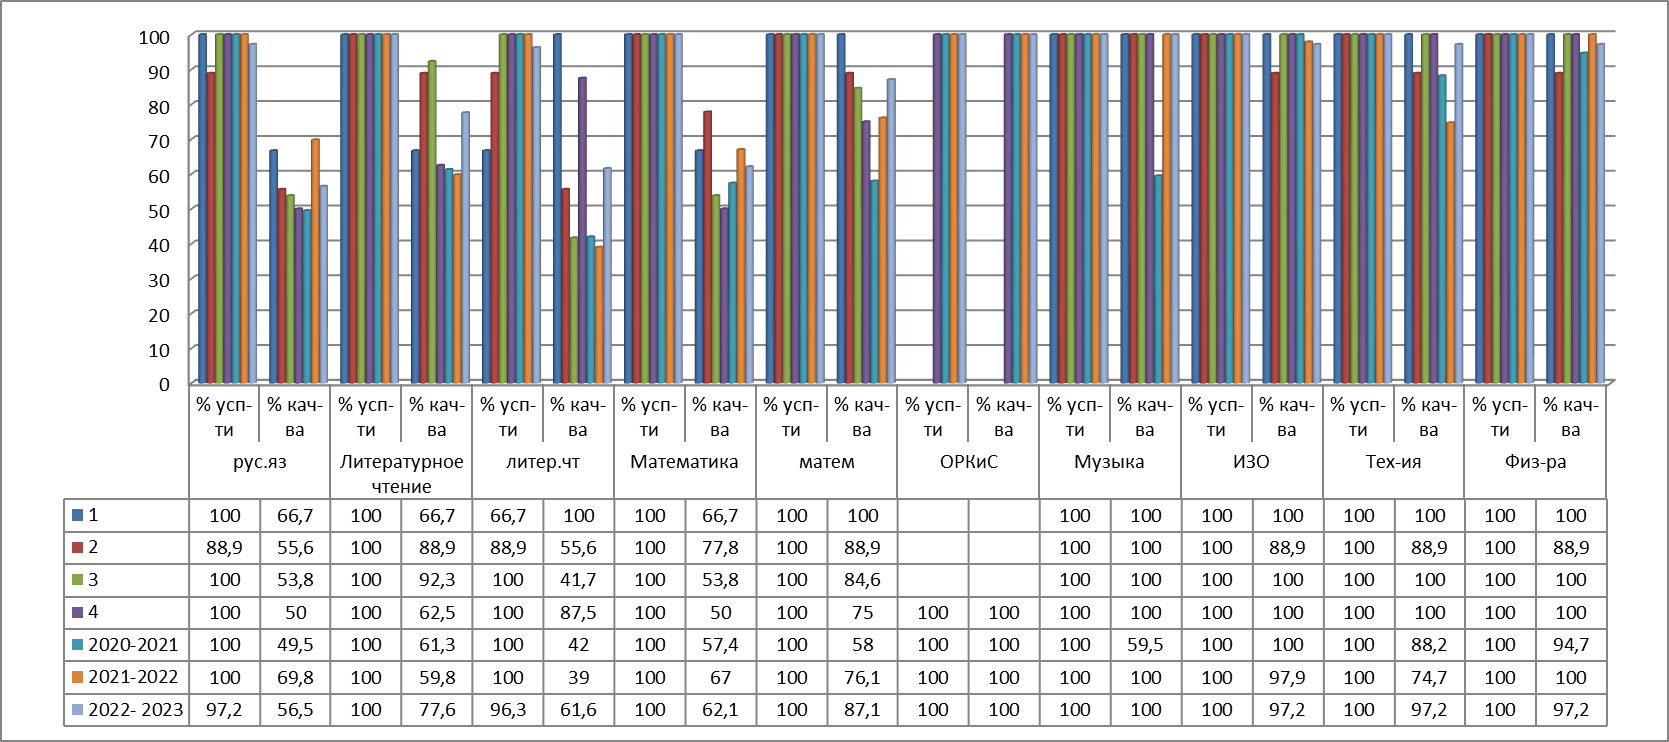 100
90
80
70
60
50
40
30
20
10
0
% усп-ти % кач-ва % усп-ти % кач-ва % усп-ти % кач-ва % усп-ти % кач-ва % усп-ти % кач-ва % усп-ти % кач-ва % усп-ти % кач-ва % усп-ти % кач-ва % усп-ти % кач-ва % усп-ти % кач-ва
рус.яз Литературное чтение литер.чт Математика матем ОРКиС Музыка ИЗО Тех-ия Физ-ра
1 100 66,7 100 66,7 66,7 100 100 66,7 100 100 100 100 100 100 100 100 100 100
2 88,9 55,6 100 88,9 88,9 55,6 100 77,8 100 88,9 100 100 100 88,9 100 88,9 100 88,9
3 100 53,8 100 92,3 100 41,7 100 53,8 100 84,6 100 100 100 100 100 100 100 100
4 100 50 100 62,5 100 87,5 100 50 100 75 100 100 100 100 100 100 100 100 100 100
2020-2021 100 49,5 100 61,3 100 42 100 57,4 100 58 100 100 100 59,5 100 100 100 88,2 100 94,7
2021-2022 100 69,8 100 59,8 100 39 100 67 100 76,1 100 100 100 100 100 97,9 100 74,7 100 100
2022- 2023 97,2 56,5 100 77,6 96,3 61,6 100 62,1 100 87,1 100 100 100 100 100 97,2 100 97,2 100 97,2